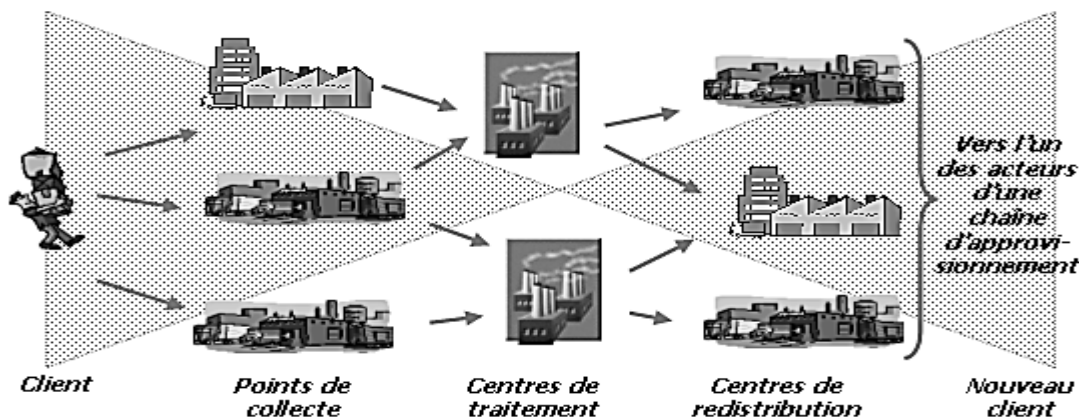 Vers l'un
des acteurs
d'une
chaîne
d'approvi-
sionnement
Client
Points de
collecte
Centres de
traitement
Centres de
redistribution
Nouveau
client